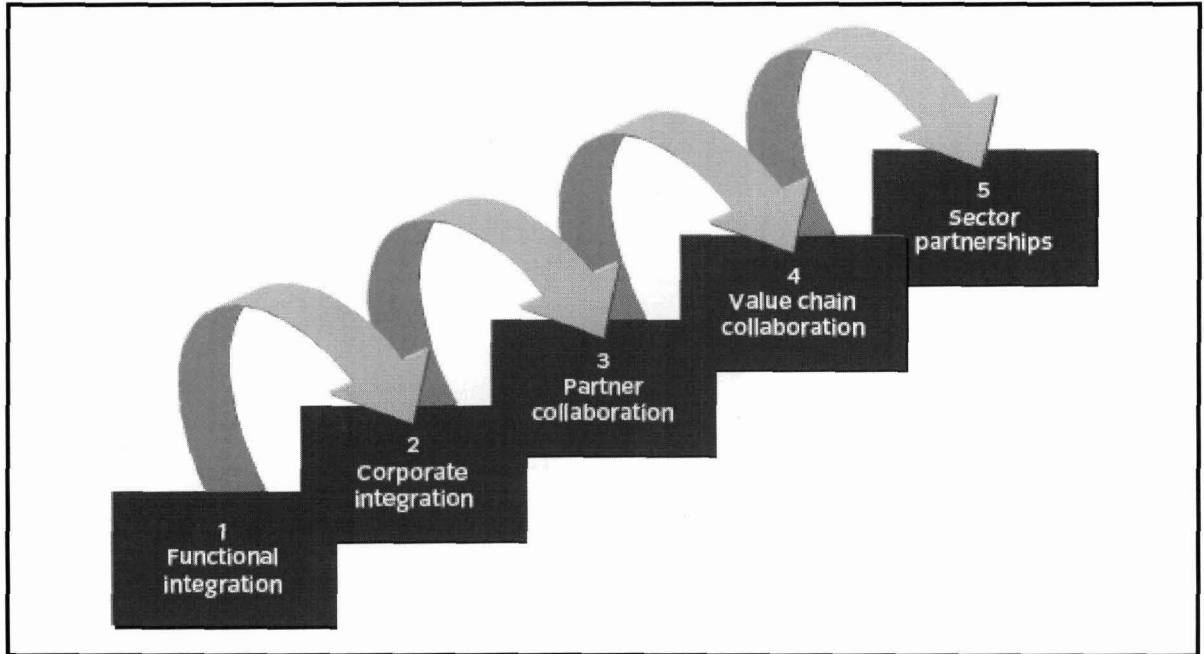 1
Functional
integration
2
Corporate
integration
3
Partner
collaboration
4
Value chain
collaboration
5
Sector
partnerships